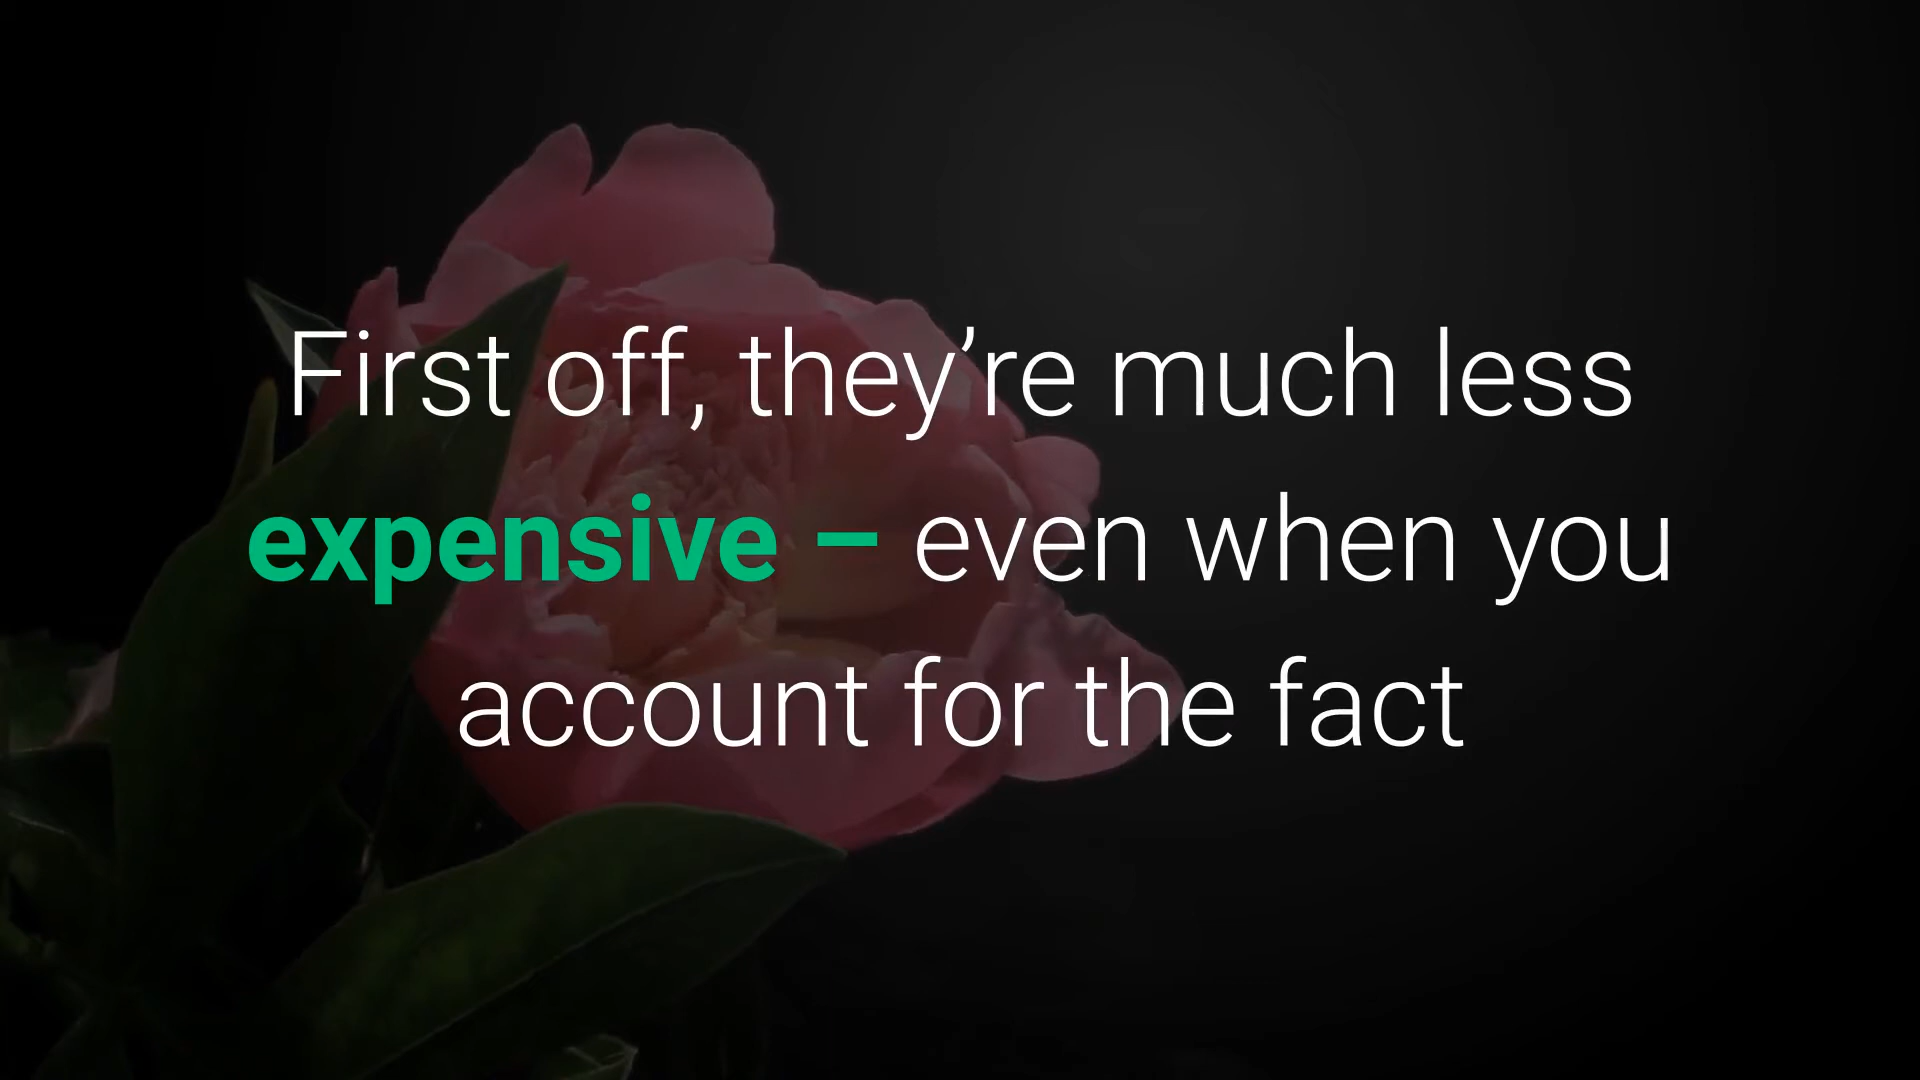 First off, they’re much less
expensive – even when you
account for the fact